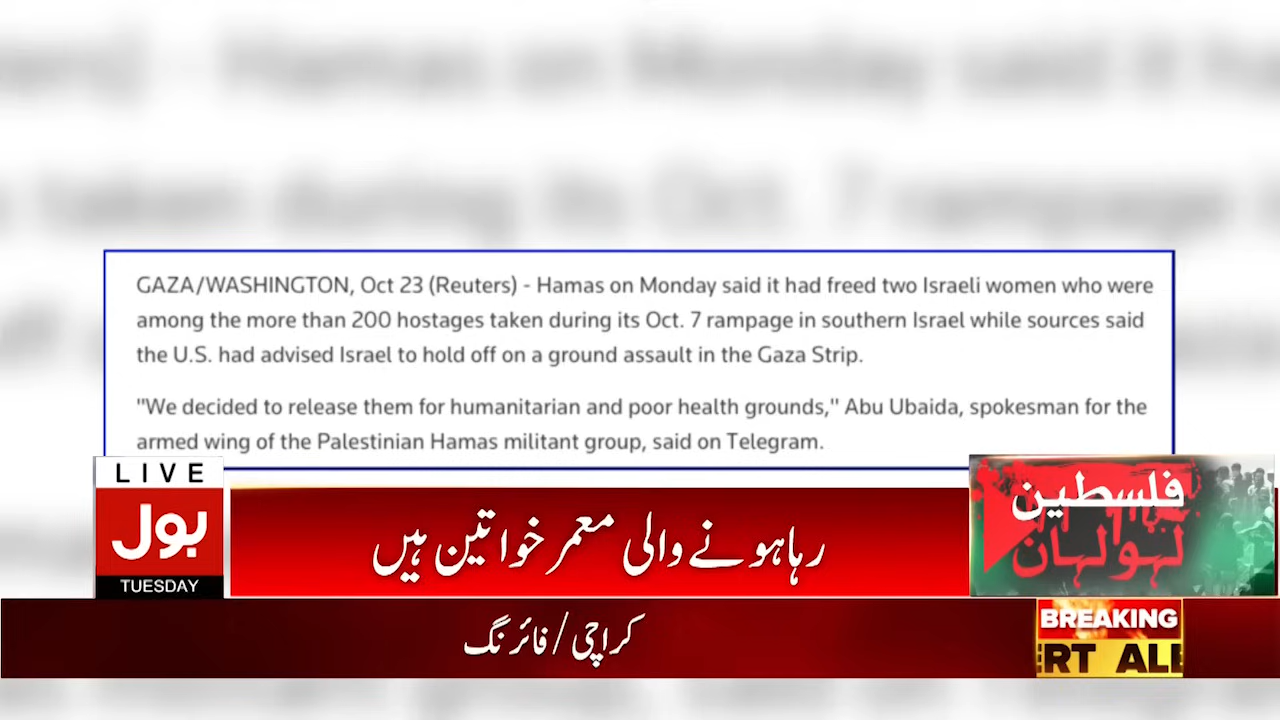 GAZA/WASHINGTON, Oct 23 (Reuters) - Hamas on Monday said it had freed two Israeli women who were
among the more than 200 hostages taken during its Oct. 7 rampage in southern Israel while sources said
the U.S. had advised Israel to hold off on a ground assault in the Gaza Strip.
"We decided to release them for humanitarian and poor health grounds," Abu Ubaida, spokesman for the
armed wing of the Palestinian Hamas militant group, said on Telegram.
LIVE
بول
TUESDAY
رہا ہونے والی معمر خواتین ہیں
فلسطین
لہولہان
کراچی/فائرنگ
BREAKING
ERT ALE